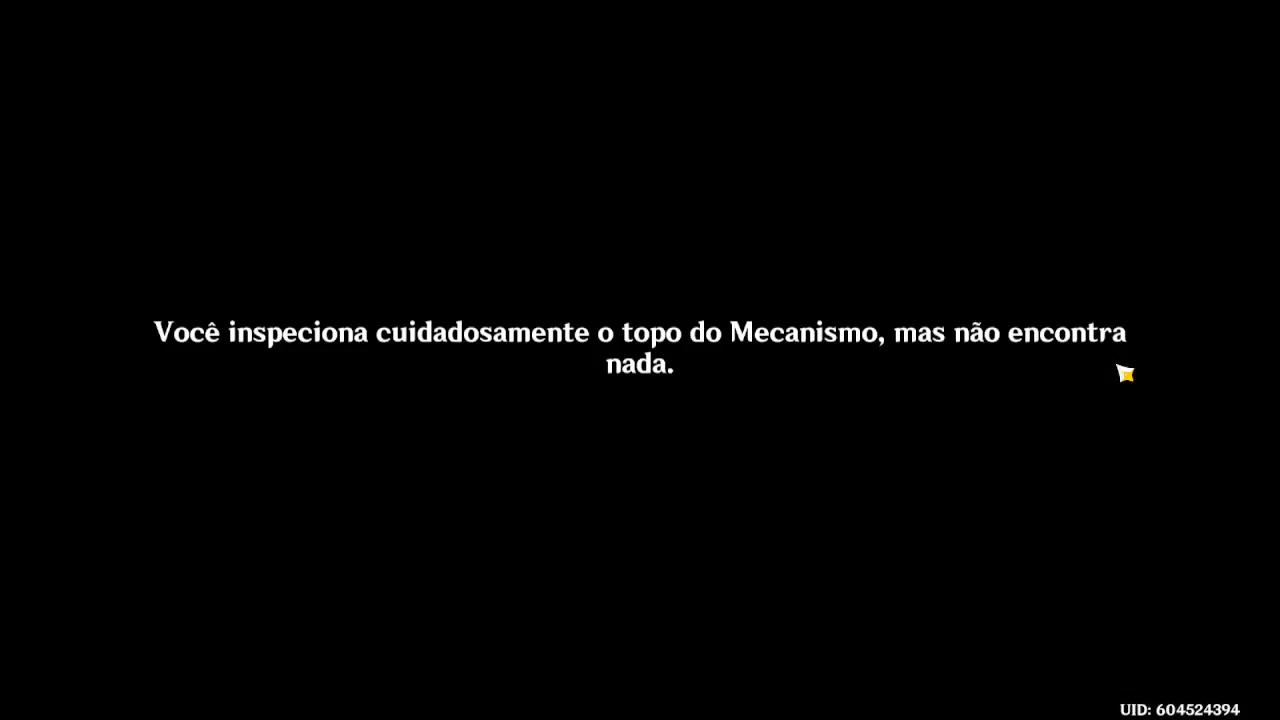 Você inspeciona cuidadosamente o topo do Mecanismo, mas não encontra
nada.
UID: 604524394